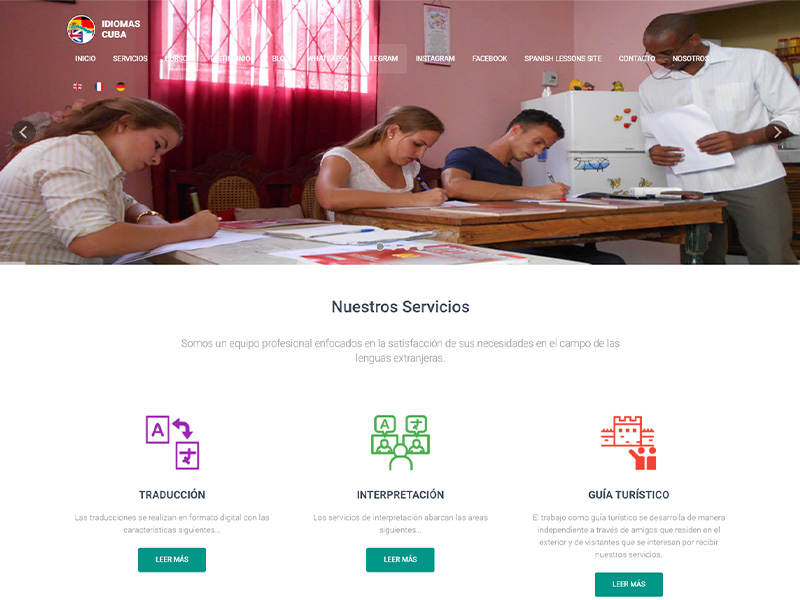 IDIOMAS
CUBA
INICIO SERVICIOS CURSOS TESTIMONIO BLOG WHATSAPP TELEGRAM INSTAGRAM FACEBOOK SPANISH LESSONS SITE CONTACTO NOSOTROS
Nuestros Servicios
Somos un equipo profesional enfocados en la satisfacción de sus necesidades en el campo de las
lenguas extranjeras.
A
A
TRADUCCIÓN
INTERPRETACIÓN
GUÍA TURÍSTICO
Las traducciones se realizan en formato digital con las
características siguientes...
Los servicios de interpretación abarcan las áreas
siguientes...
El trabajo como guía turístico se desarrolla de manera
independiente a través de amigos que residen en el
exterior y de visitantes que se interesan por recibir
nuestros servicios.
LEER MÁS
LEER MÁS
LEER MÁS